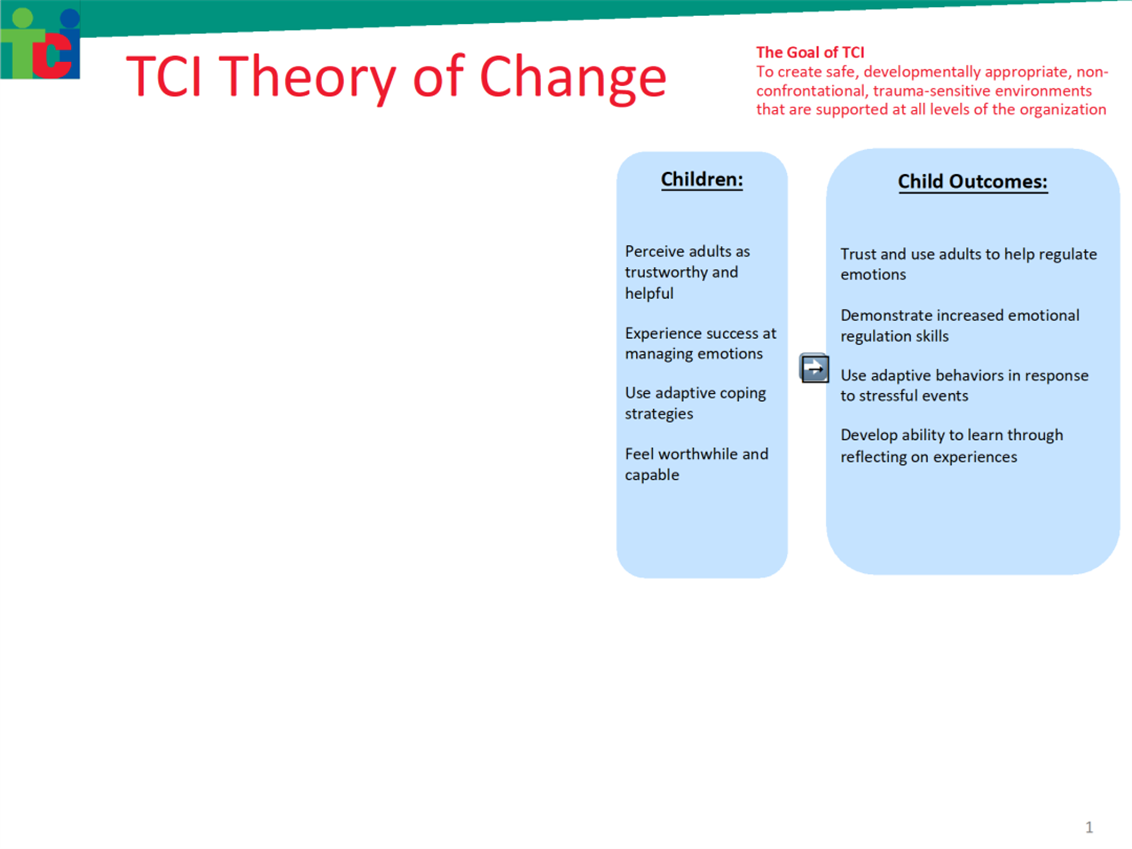 TCI
TCI Theory of Change
The Goal of TCI
To create safe, developmentally appropriate, non-
confrontational, trauma-sensitive environments
that are supported at all levels of the organization
Children:
Perceive adults as
trustworthy and
helpful
Experience success at
managing emotions
Use adaptive coping
strategies
Feel worthwhile and
capable
Child Outcomes:
Trust and use adults to help regulate
emotions
Demonstrate increased emotional
regulation skills
Use adaptive behaviors in response
to stressful events
Develop ability to learn through
reflecting on experiences
1